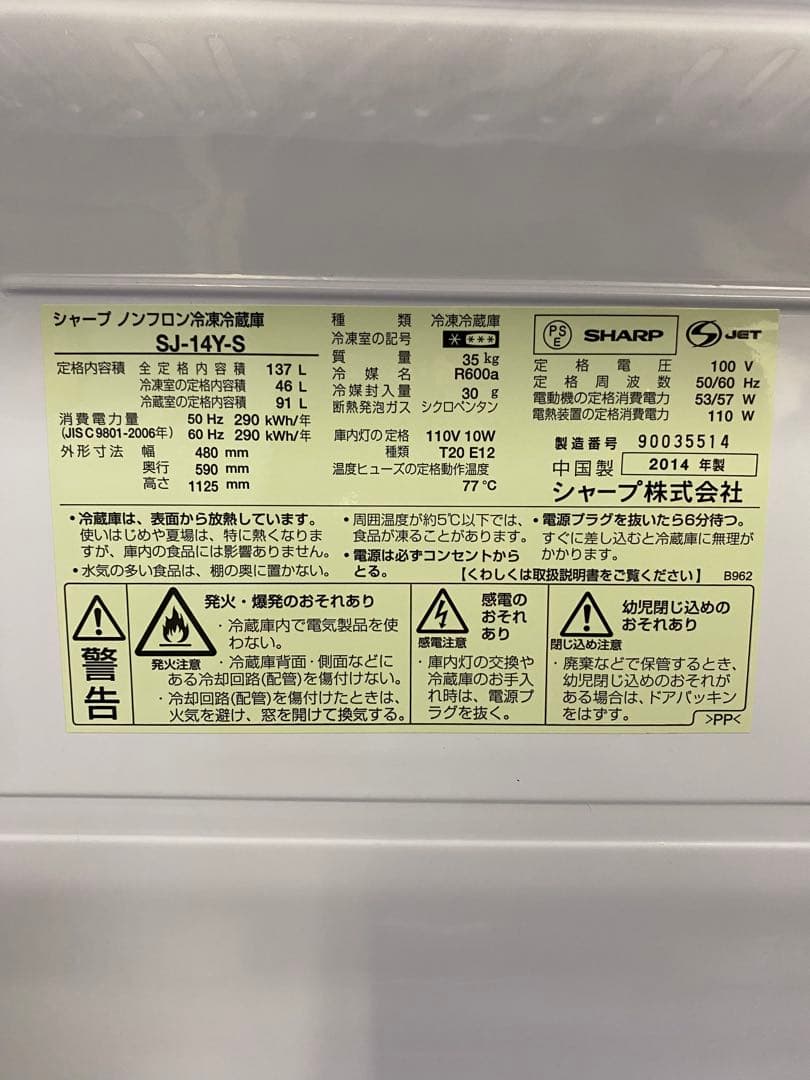 シャープ ノンフロン冷凍冷蔵庫
SJ-14Y-S
定格内容積 全定格内容積 137 L
冷凍室の定格内容積 46 L
冷蔵室の定格内容積 91 L
消費電力量 50 Hz 290 kWh/年
(JIS C 9801-2006年) 60 Hz 290 kWh/年
外形寸法 幅 480 mm
奥行 590 mm
高さ 1125 mm
種類 冷凍冷蔵庫
冷凍室の記号 * ***
質量 35 kg
冷媒名 R600a
冷媒封入量 30 g
断熱発泡ガス シクロペンタン
庫内灯の定格 110V 10W
種類 T20 E12
温度ヒューズの定格動作温度
77 ℃
PSE SHARP S JET
定格電圧 100 V
定格周波数 50/60 Hz
電動機の定格消費電力 53/57 W
電熱装置の定格消費電力 110 W
製造番号 90035514
中国製 2014 年製
シャープ株式会社
・冷蔵庫は、表面から放熱しています。
使いはじめや夏場は、特に熱くなりま
すが、庫内の食品には影響ありません。
・水気の多い食品は、棚の奥に置かない。
・周囲温度が約5℃以下では、
食品が凍ることがあります。
・電源は必ずコンセントから
とる。
・電源プラグを抜いたら6分待つ。
すぐに差し込むと冷蔵庫に無理が
かかります。
【くわしくは取扱説明書をご覧ください】 B962
警告
発火注意
発火・爆発のおそれあり
・冷蔵庫内で電気製品を使
わない。
・冷蔵庫背面・側面などに
ある冷却回路(配管)を傷付けない。
・冷却回路(配管)を傷付けたときは、
火気を避け、窓を開けて換気する。
感電注意
感電の
おそれ
あり
・庫内灯の交換や
冷蔵庫のお手入
れ時は、電源プ
ラグを抜く。
閉じ込め注意
幼児閉じ込めの
おそれあり
・廃棄などで保管するとき、
幼児閉じ込めのおそれが
ある場合は、ドアパッキン
をはずす。
>PP<